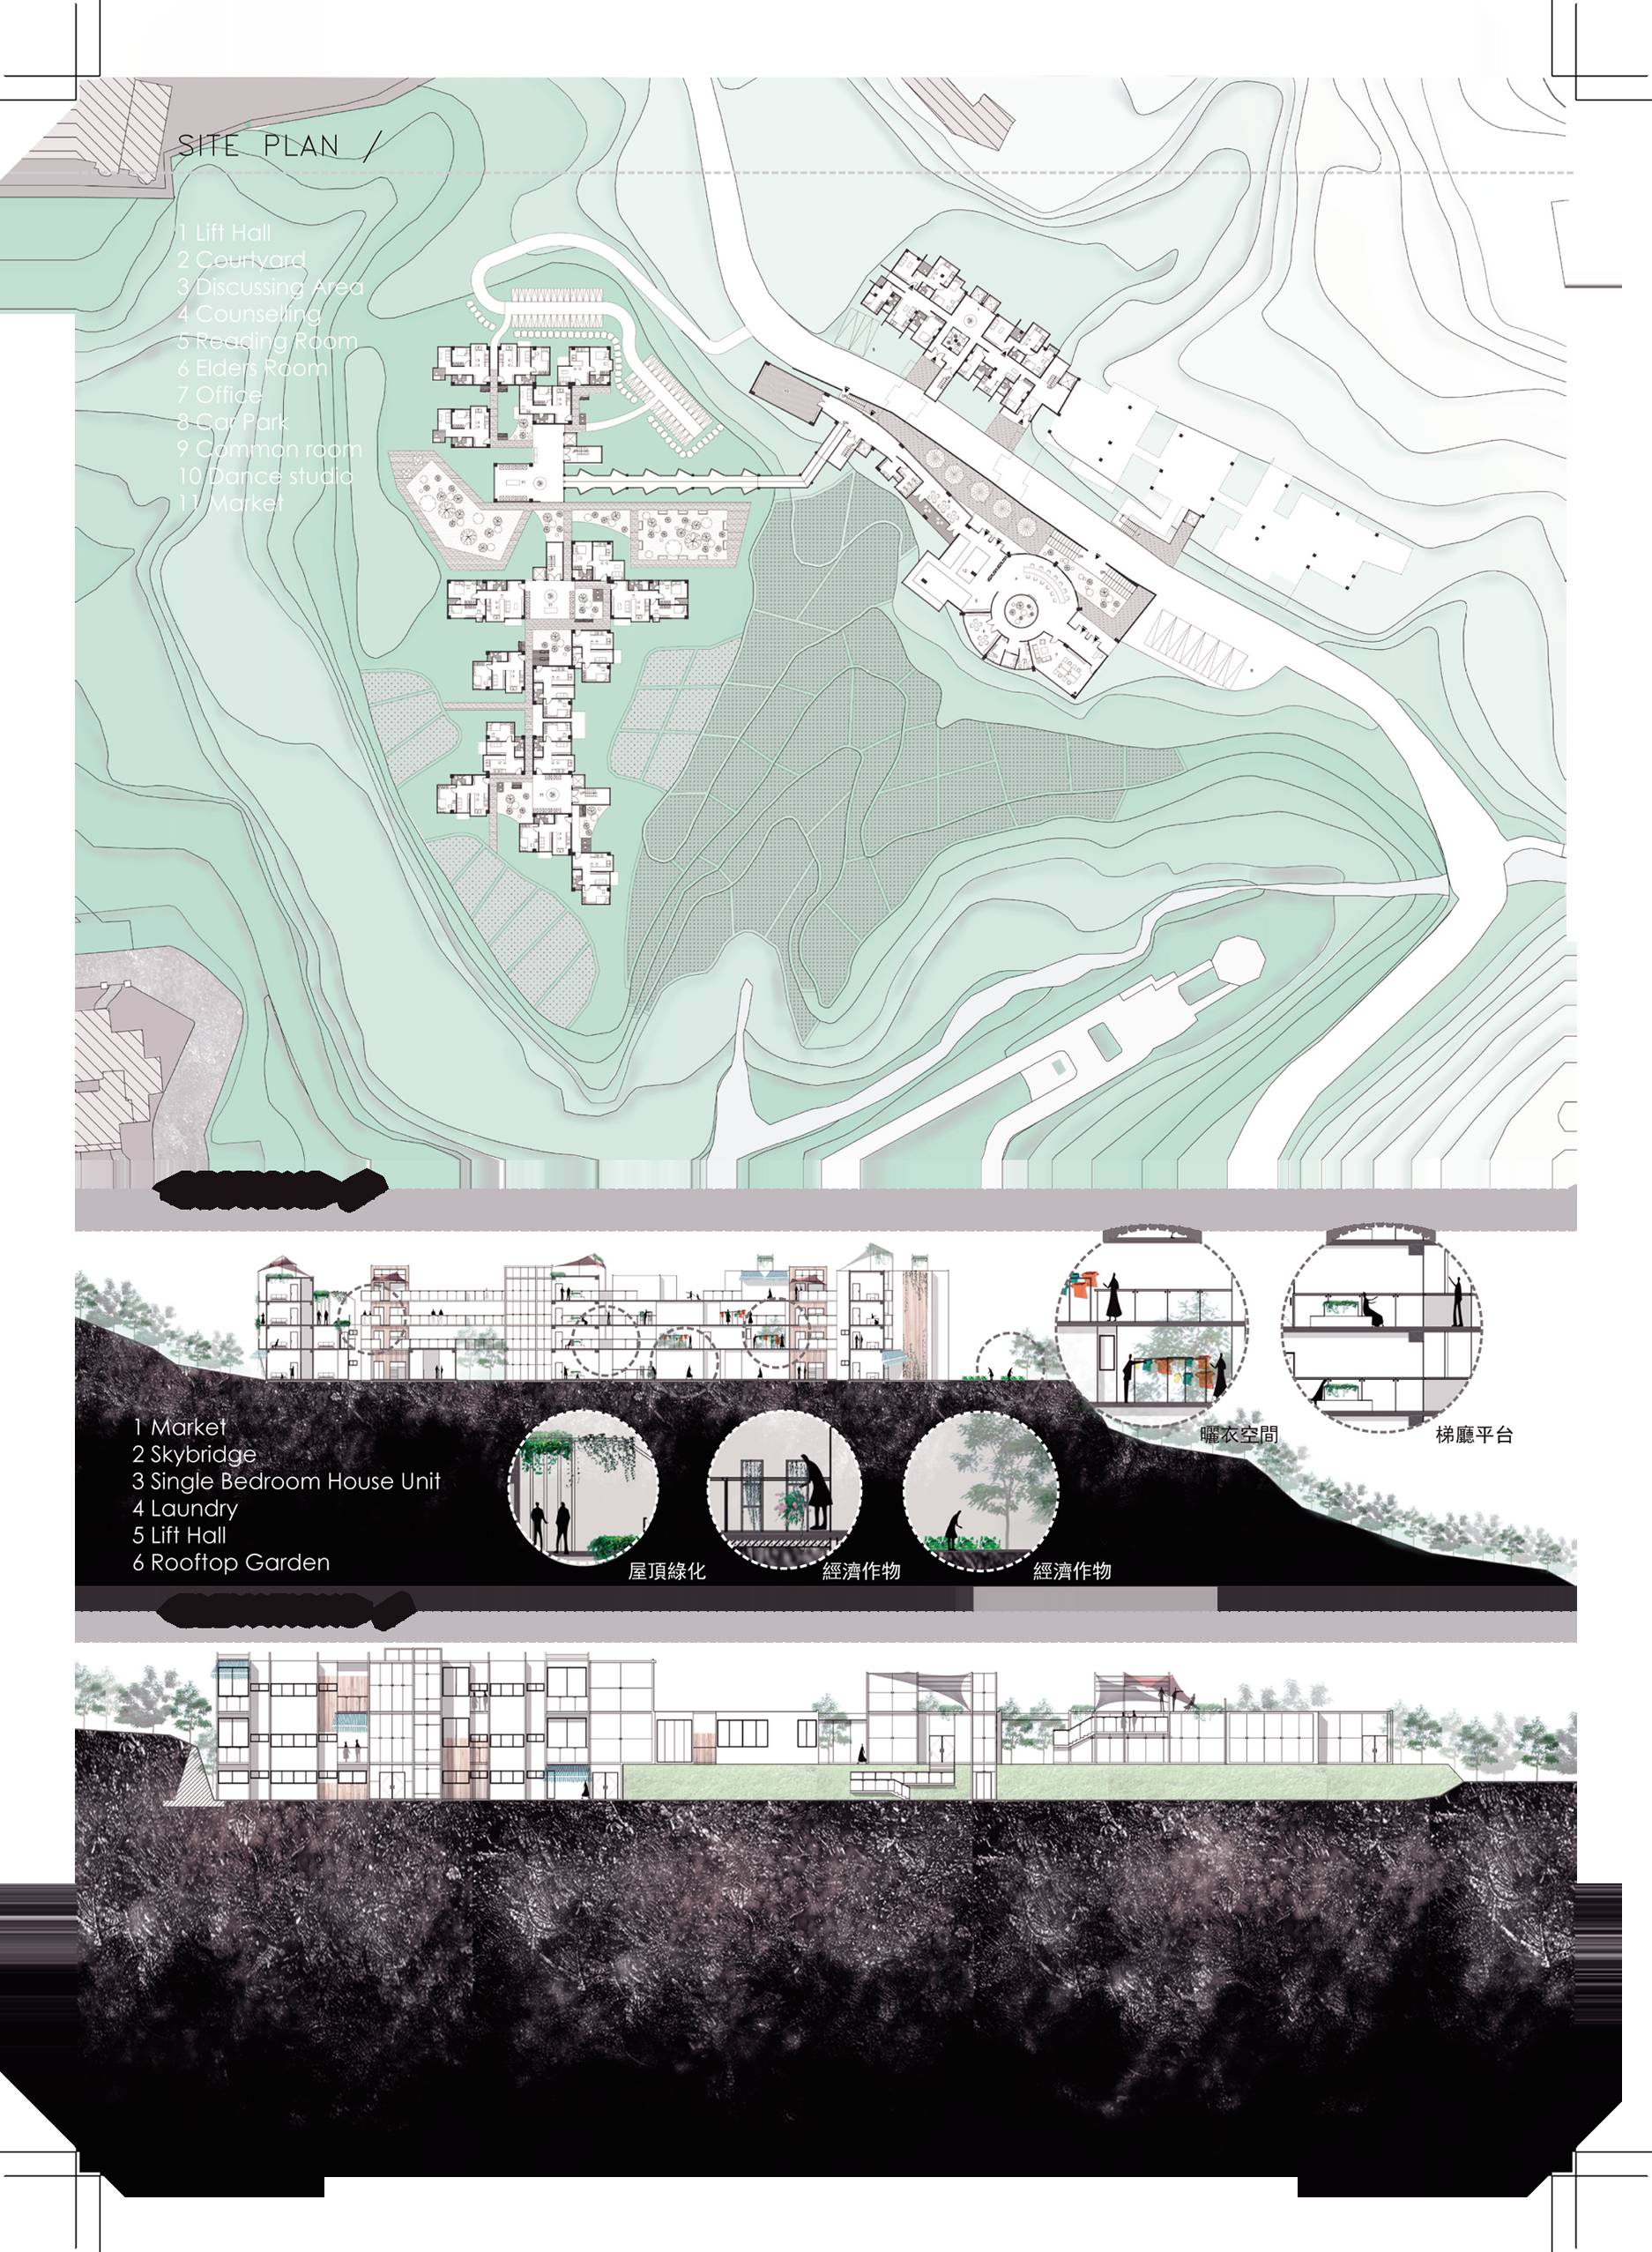 SITE PLAN /
1 Lift Hall
2 Courtyard
3 Discussing Area
4 Counselling
5 Reading Room
6 Elders Room
7 Office
8 Car Park
9 Common room
10 Dance studio
11 Market
曬衣空間
梯廳平台
1 Market
2 Skybridge
3 Single Bedroom House Unit
4 Laundry
5 Lift Hall
6 Rooftop Garden
屋頂綠化
經濟作物
經濟作物